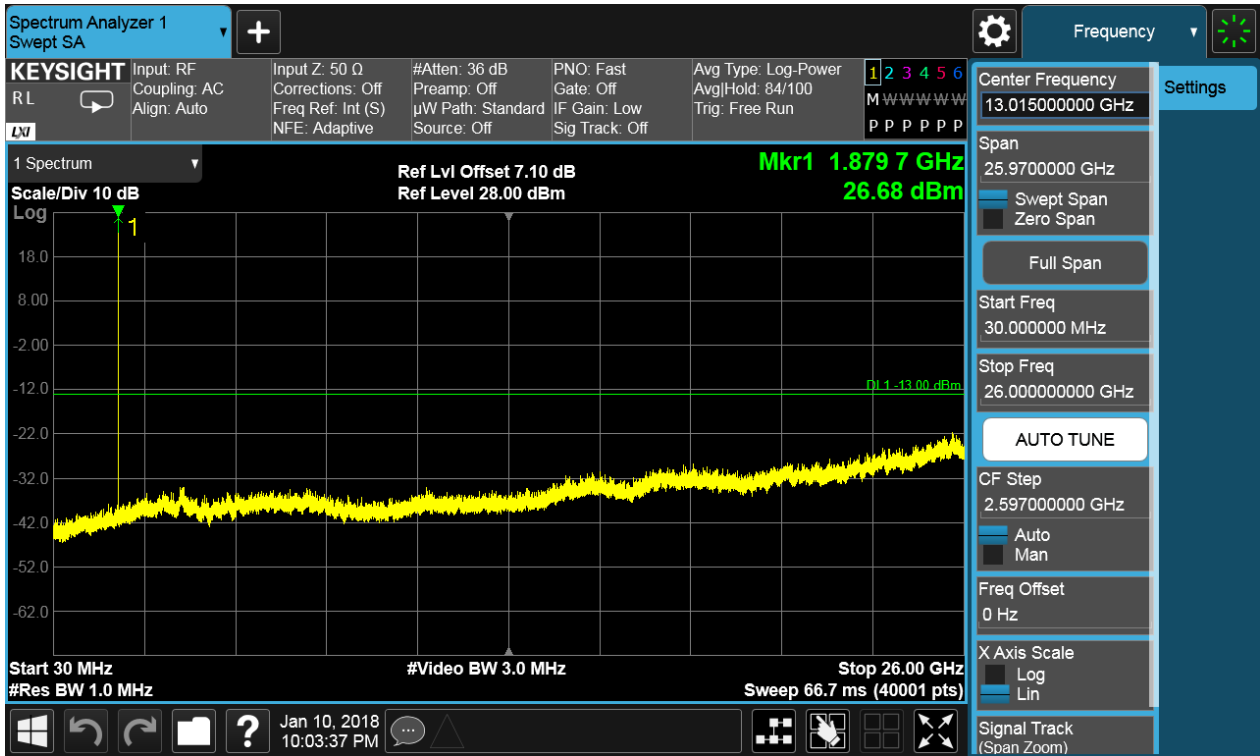 Spectrum Analyzer 1
Swept SA
Frequency
KEYSIGHT
R L
LXI
Input: RF
Coupling: AC
Align: Auto
Input Z: 50 Ω
Corrections: Off
Freq Ref: Int (S)
NFE: Adaptive
#Atten: 36 dB
Preamp: Off
µW Path: Standard
Source: Off
PNO: Fast
Gate: Off
IF Gain: Low
Sig Track: Off
Avg Type: Log-Power
Avg|Hold: 84/100
Trig: Free Run
1 2 3 4 5 6
M W W W W W
P P P P P P
1 Spectrum
Scale/Div 10 dB
Log
Ref Lvl Offset 7.10 dB
Ref Level 28.00 dBm
Mkr1 1.879 7 GHz
26.68 dBm
1
18.0
8.00
-2.00
-12.0
DL1 -13.00 dBm
-22.0
-32.0
-42.0
-52.0
-62.0
Start 30 MHz
#Video BW 3.0 MHz
Stop 26.00 GHz
#Res BW 1.0 MHz
Sweep 66.7 ms (40001 pts)
Center Frequency
13.015000000 GHz
Settings
Span
25.9700000 GHz
Swept Span
Zero Span
Full Span
Start Freq
30.000000 MHz
Stop Freq
26.000000000 GHz
AUTO TUNE
CF Step
2.597000000 GHz
Auto
Man
Freq Offset
0 Hz
X Axis Scale
Log
Lin
Signal Track
(Span Zoom)
?
Jan 10, 2018
10:03:37 PM